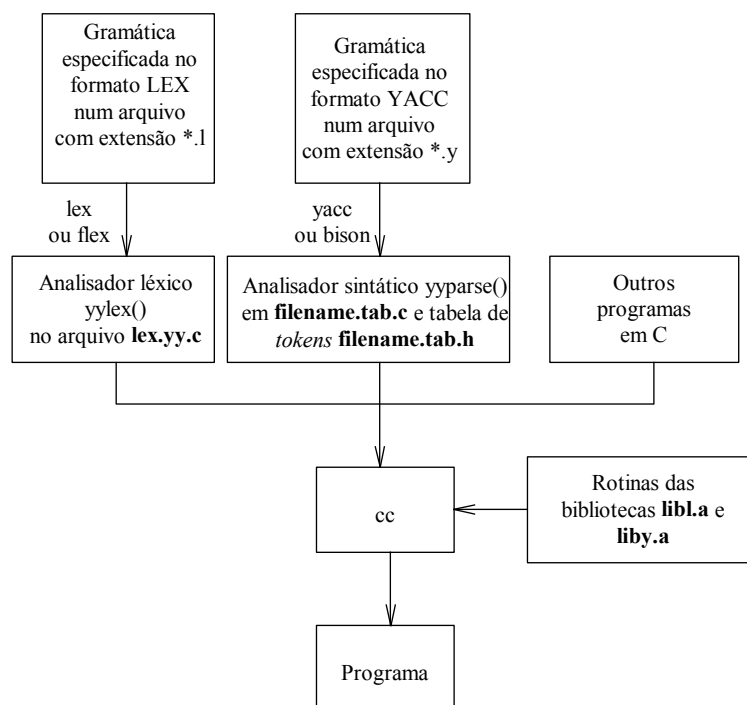 Gramática
especificada no
formato LEX
num arquivo
com extensão *.l
Gramática
especificada no
formato YACC
num arquivo
com extensão *.y
lex
ou flex
yacc
ou bison
Analisador léxico
yylex()
no arquivo lex.yy.c
Analisador sintático yyparse()
em filename.tab.c e tabela de
tokens filename.tab.h
Outros
programas
em C
cc
Rotinas das
bibliotecas libl.a e
liby.a
Programa